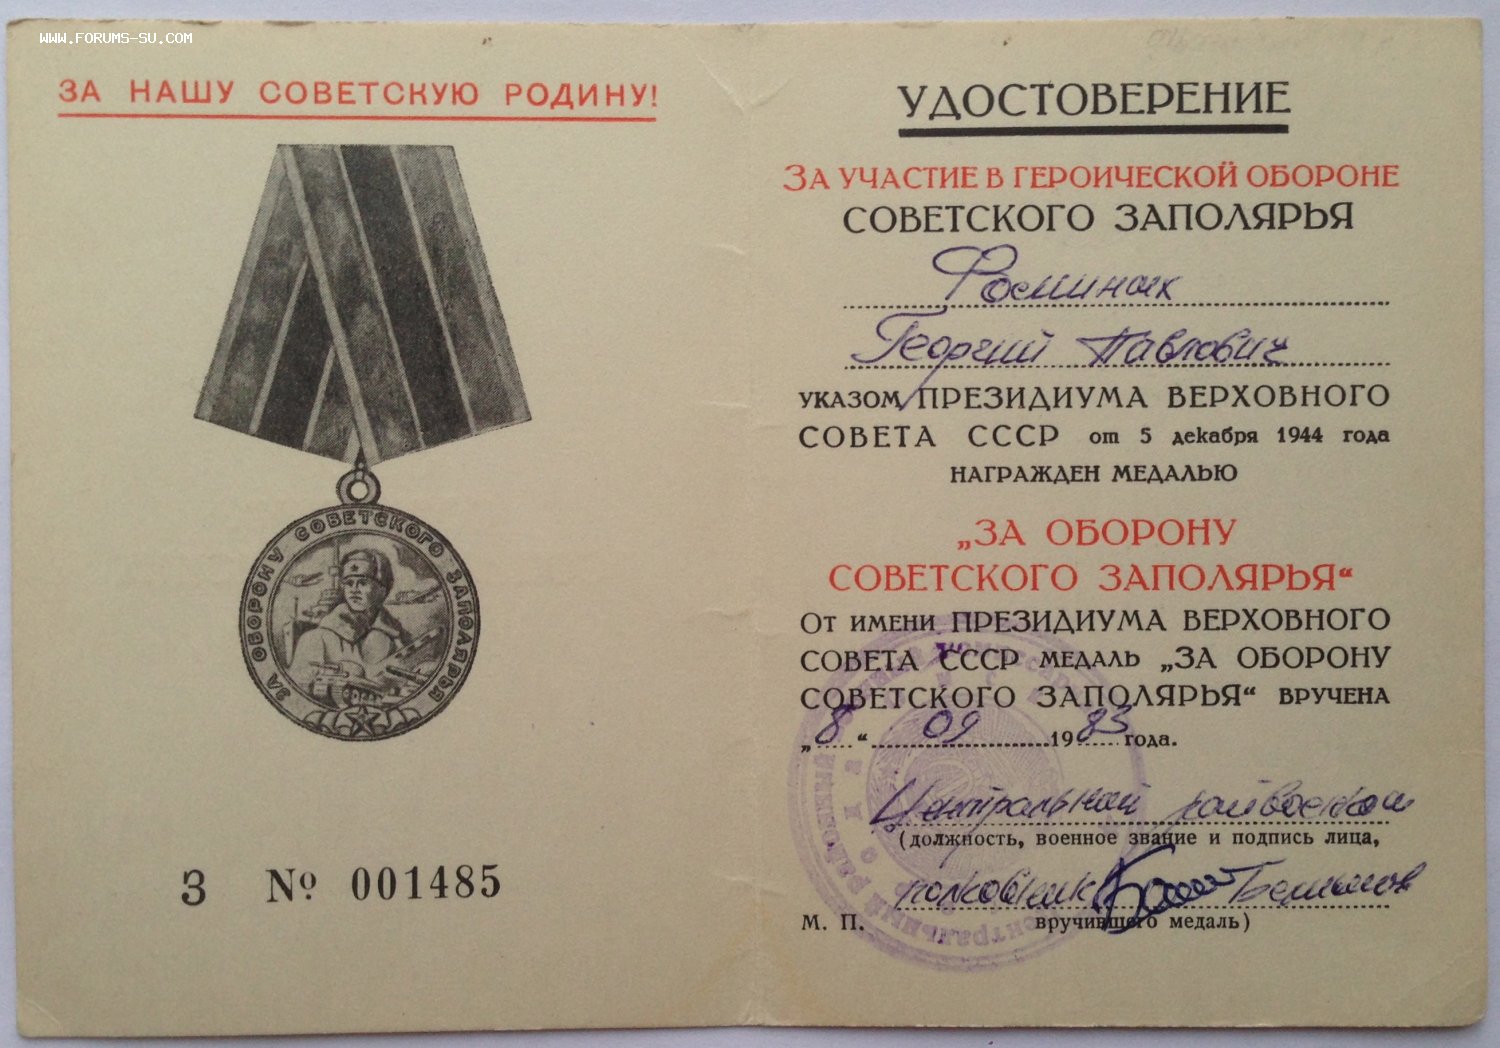 WWW.FORUMS-SU.COM
ЗА НАШУ СОВЕТСКУЮ РОДИНУ!
ЗА ОБОРОНУ СОВЕТСКОГО ЗАПОЛЯРЬЯ
З № 001485
УДОСТОВЕРЕНИЕ
ЗА УЧАСТИЕ В ГЕРОИЧЕСКОЙ ОБОРОНЕ
СОВЕТСКОГО ЗАПОЛЯРЬЯ
Фоминых
Георгий Павлович
УКАЗОМ ПРЕЗИДИУМА ВЕРХОВНОГО
СОВЕТА СССР от 5 декабря 1944 года
НАГРАЖДЕН МЕДАЛЬЮ
„ЗА ОБОРОНУ
СОВЕТСКОГО ЗАПОЛЯРЬЯ“
ОТ ИМЕНИ ПРЕЗИДИУМА ВЕРХОВНОГО
СОВЕТА СССР МЕДАЛЬ „ЗА ОБОРОНУ
СОВЕТСКОГО ЗАПОЛЯРЬЯ“ ВРУЧЕНА
„8“ 09 1983 года.
Центральный райвоенком
(должность, военное звание и подпись лица,
полковник
М. П. вручившего медаль)